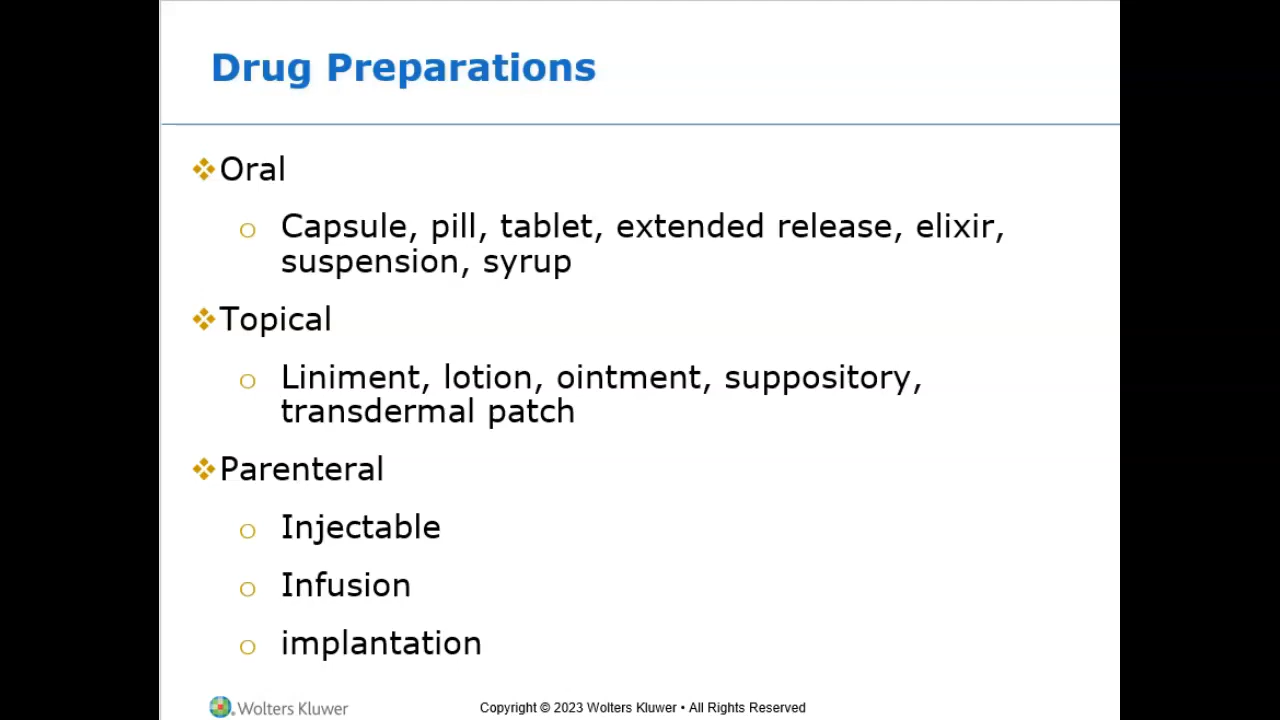 Drug Preparations
❖Oral
o Capsule, pill, tablet, extended release, elixir,
suspension, syrup
❖Topical
o Liniment, lotion, ointment, suppository,
transdermal patch
❖Parenteral
o Injectable
o Infusion
o implantation
Wolters Kluwer
Copyright © 2023 Wolters Kluwer • All Rights Reserved